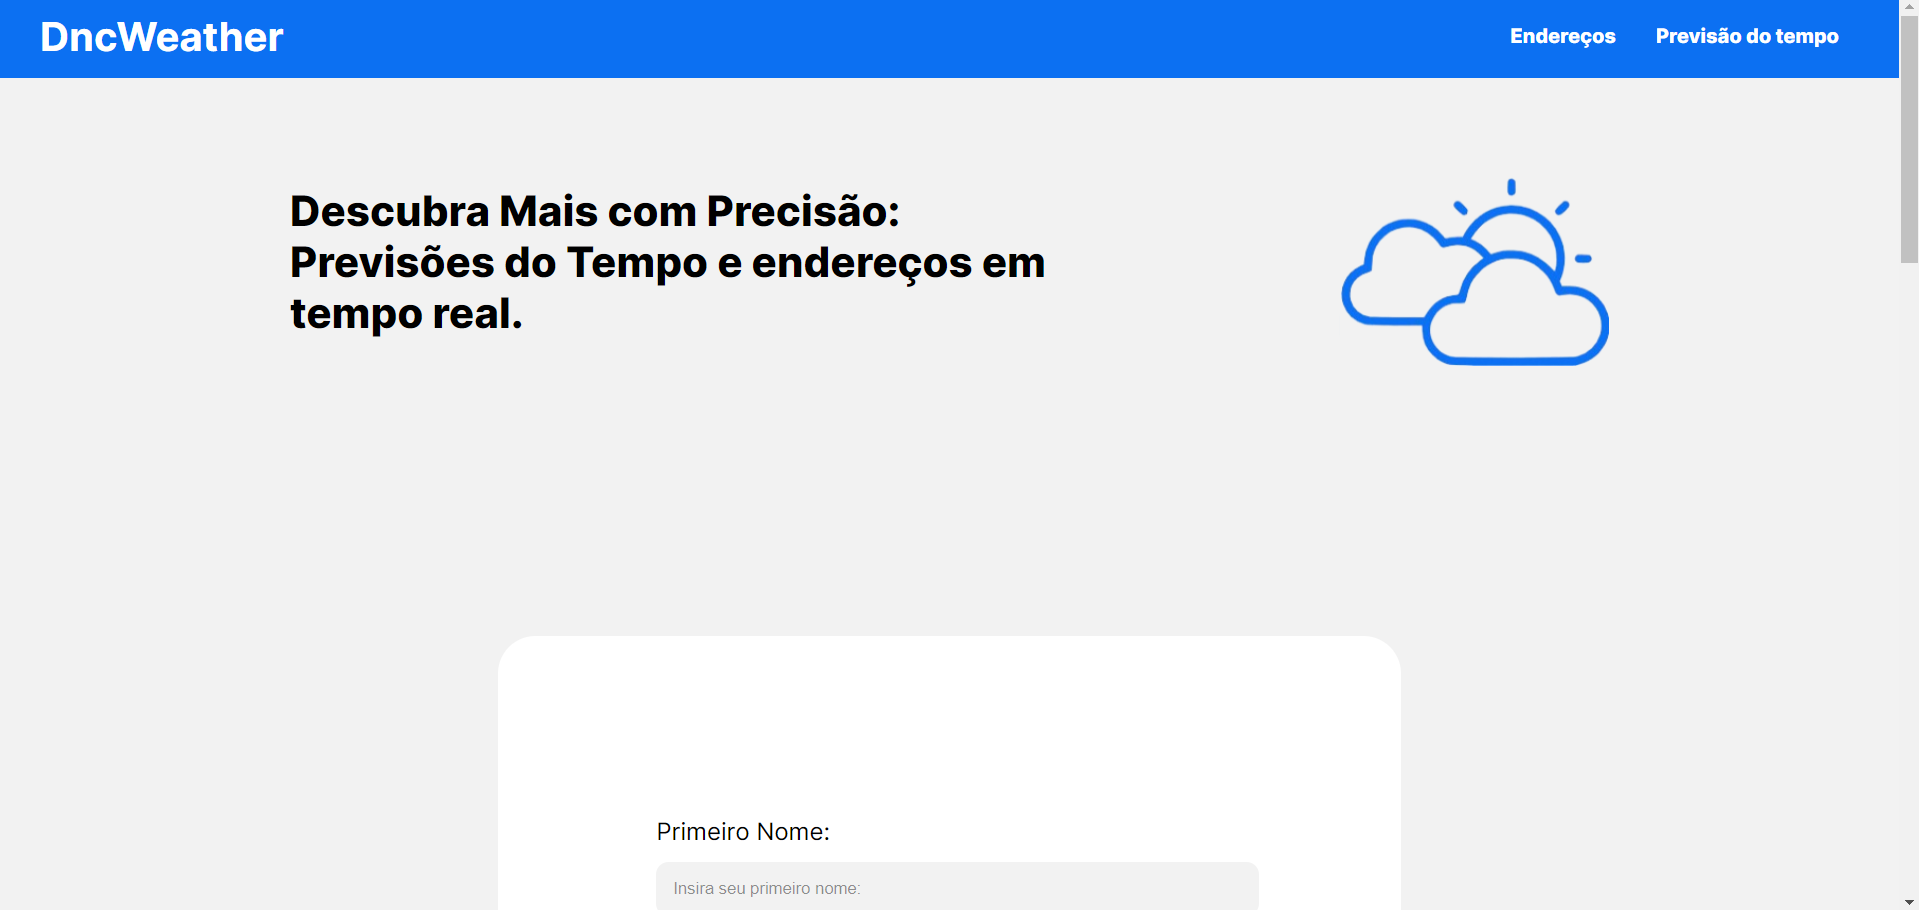 DncWeather
Endereços
Previsão do tempo
Descubra Mais com Precisão:
Previsões do Tempo e endereços em
tempo real.
Primeiro Nome:
Insira seu primeiro nome: